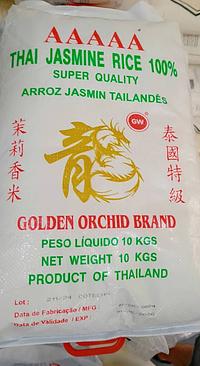 AAAAÁ
THAI JASMINE RICE 100%
SUPER QUALITY
ARROZ JASMIN TAILANDÊS
GW
茉莉香米
龍
泰國特級
GOLDEN ORCHID BRAND
PESO LÍQUIDO 10 KGS
NET WEIGHT 10 KGS
PRODUCT OF THAILAND
Lot :
Data de Fabricação / MFG :
Data de Validade / EXP :